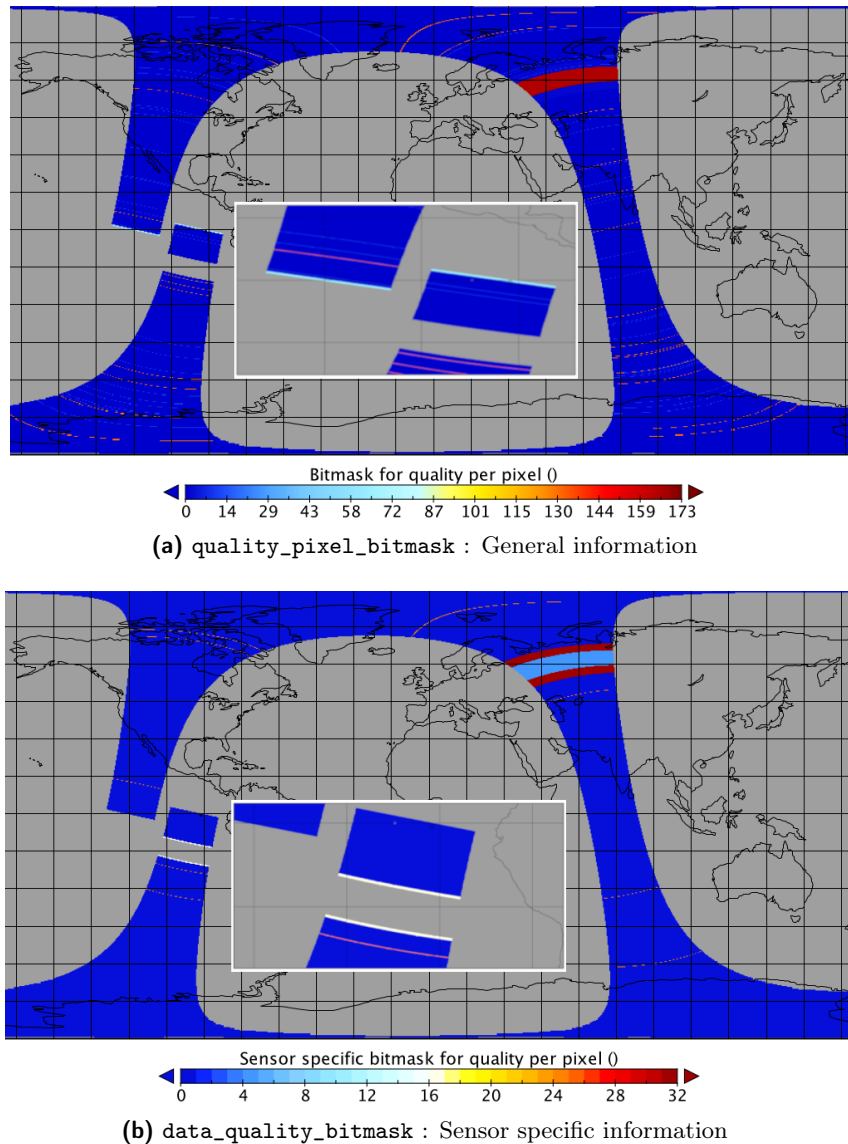 Bitmask for quality per pixel ()
0 14 29 43 58 72 87 101 115 130 144 159 173
(a) quality_pixel_bitmask : General information
Sensor specific bitmask for quality per pixel ()
0 4 8 12 16 20 24 28 32
(b) data_quality_bitmask : Sensor specific information